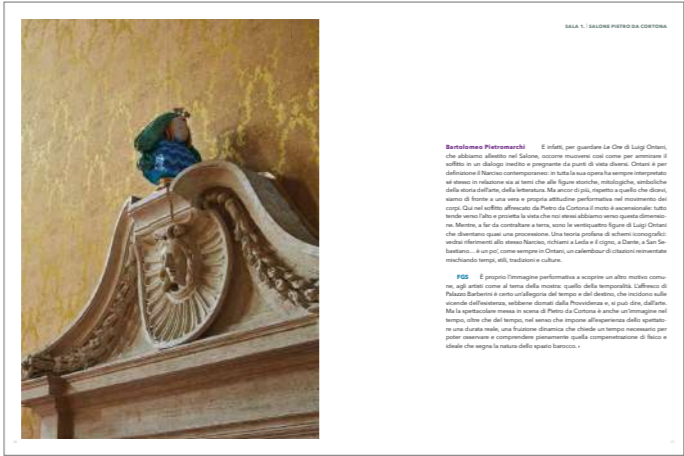 SALA 1. / SALONE PIETRO DA CORTONA
Bartolomeo Pietromarchi E infatti, per guardare Le Ore di Luigi Ontani,
che abbiamo allestito nel Salone, occorre muoversi così come per ammirare il
soffitto in un dialogo inedito e pregnante da punti di vista diversi. Ontani è per
definizione il Narciso contemporaneo: in tutta la sua opera ha sempre interpretato
sé stesso in relazione sia ai temi che alle figure storiche, mitologiche, simboliche
della storia dell'arte, della letteratura. Ma ancor di più, rispetto a quello che dicevi,
siamo di fronte a una vera e propria attitudine performativa nel movimento dei
corpi. Qui nel soffitto affrescato da Pietro da Cortona il moto è ascensionale: tutto
tende verso l'alto e proietta la vista che noi stessi abbiamo verso questa dimensio-
ne. Mentre, a far da contraltare a terra, sono le ventiquattro figure di Luigi Ontani
che diventano quasi una processione. Una teoria profana di schemi iconografici:
vedrai riferimenti allo stesso Narciso, richiami a Leda e il cigno, a Dante, a San Se-
bastiano... è un po', come sempre in Ontani, un calembour di citazioni reinventate
mischiando tempi, stili, tradizioni e culture.
FGS È proprio l'immagine performativa a scoprire un altro motivo comu-
ne, agli artisti come al tema della mostra: quello della temporalità. L'affresco di
Palazzo Barberini è certo un'allegoria del tempo e del destino, che incidono sulle
vicende dell'esistenza, sebbene domati dalla Provvidenza e, si può dire, dall'arte.
Ma la spettacolare messa in scena di Pietro da Cortona è anche un'immagine nel
tempo, oltre che del tempo, nel senso che impone all'esperienza dello spettato-
re una durata reale, una fruizione dinamica che chiede un tempo necessario per
poter osservare e comprendere pienamente quella compenetrazione di fisico e
ideale che segna la natura dello spazio barocco.